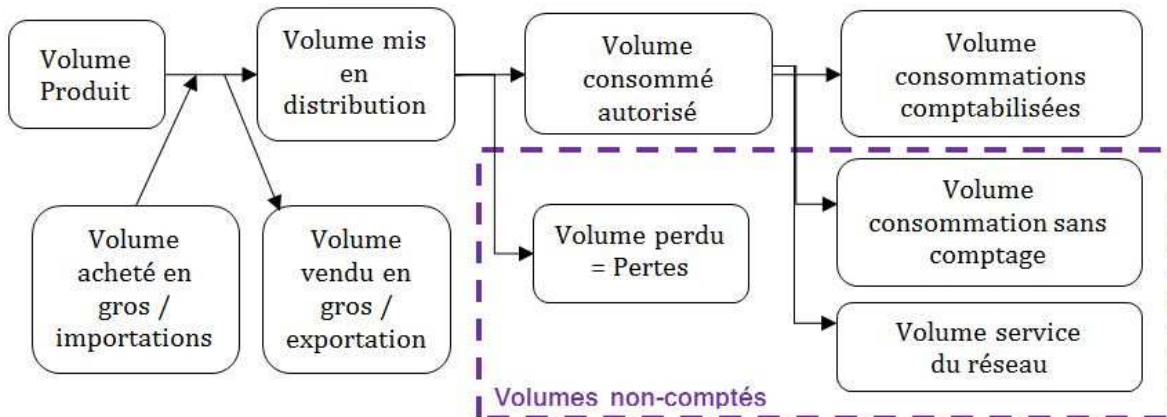 Volume
Produit
Volume mis
en
distribution
Volume
consommé
autorisé
Volume
consommations
comptabilisées
Volume
acheté en
gros /
importations
Volume
vendu en
gros /
exportation
Volume perdu
= Pertes
Volume
consommation sans
comptage
Volume service
du réseau
Volumes non-comptés